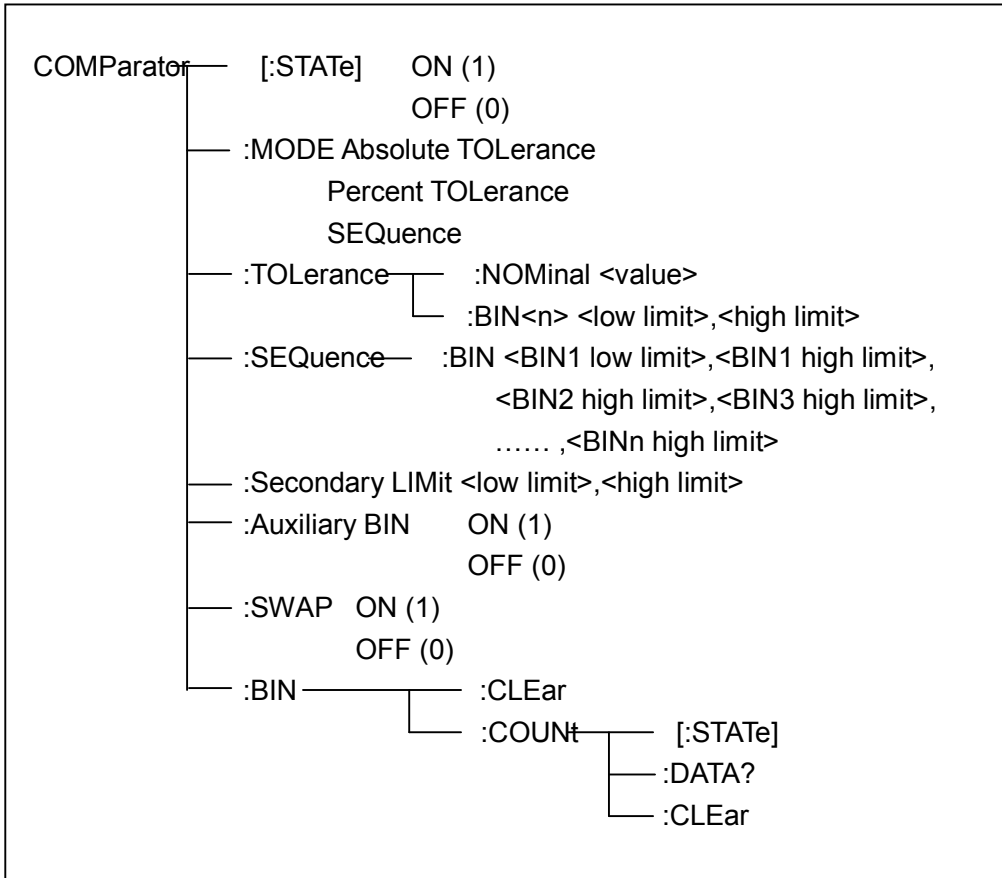 COMParator [:STATe] ON (1)
OFF (0)
:MODE Absolute TOLerance
Percent TOLerance
SEQuence
:TOLerance :NOMinal <value>
:BIN<n> <low limit>,<high limit>
:SEQuence :BIN <BIN1 low limit>,<BIN1 high limit>,
<BIN2 high limit>,<BIN3 high limit>,
…… ,<BINn high limit>
:Secondary LIMit <low limit>,<high limit>
:Auxiliary BIN ON (1)
OFF (0)
:SWAP ON (1)
OFF (0)
:BIN :CLEar
:COUNt [:STATe]
:DATA?
:CLEar